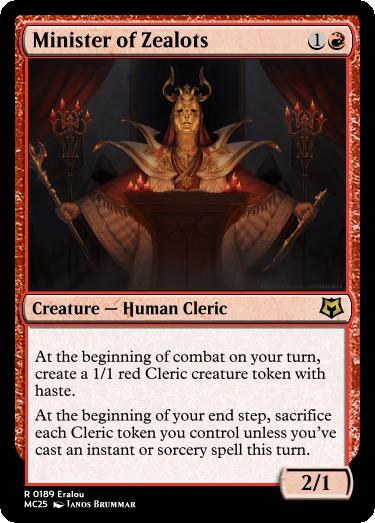 Minister of Zealots 1
Creature — Human Cleric
At the beginning of combat on your turn,
create a 1/1 red Cleric creature token with
haste.
At the beginning of your end step, sacrifice
each Cleric token you control unless you've
cast an instant or sorcery spell this turn.
2/1
R 0189 Eralou
MC25 Ianos Brummar